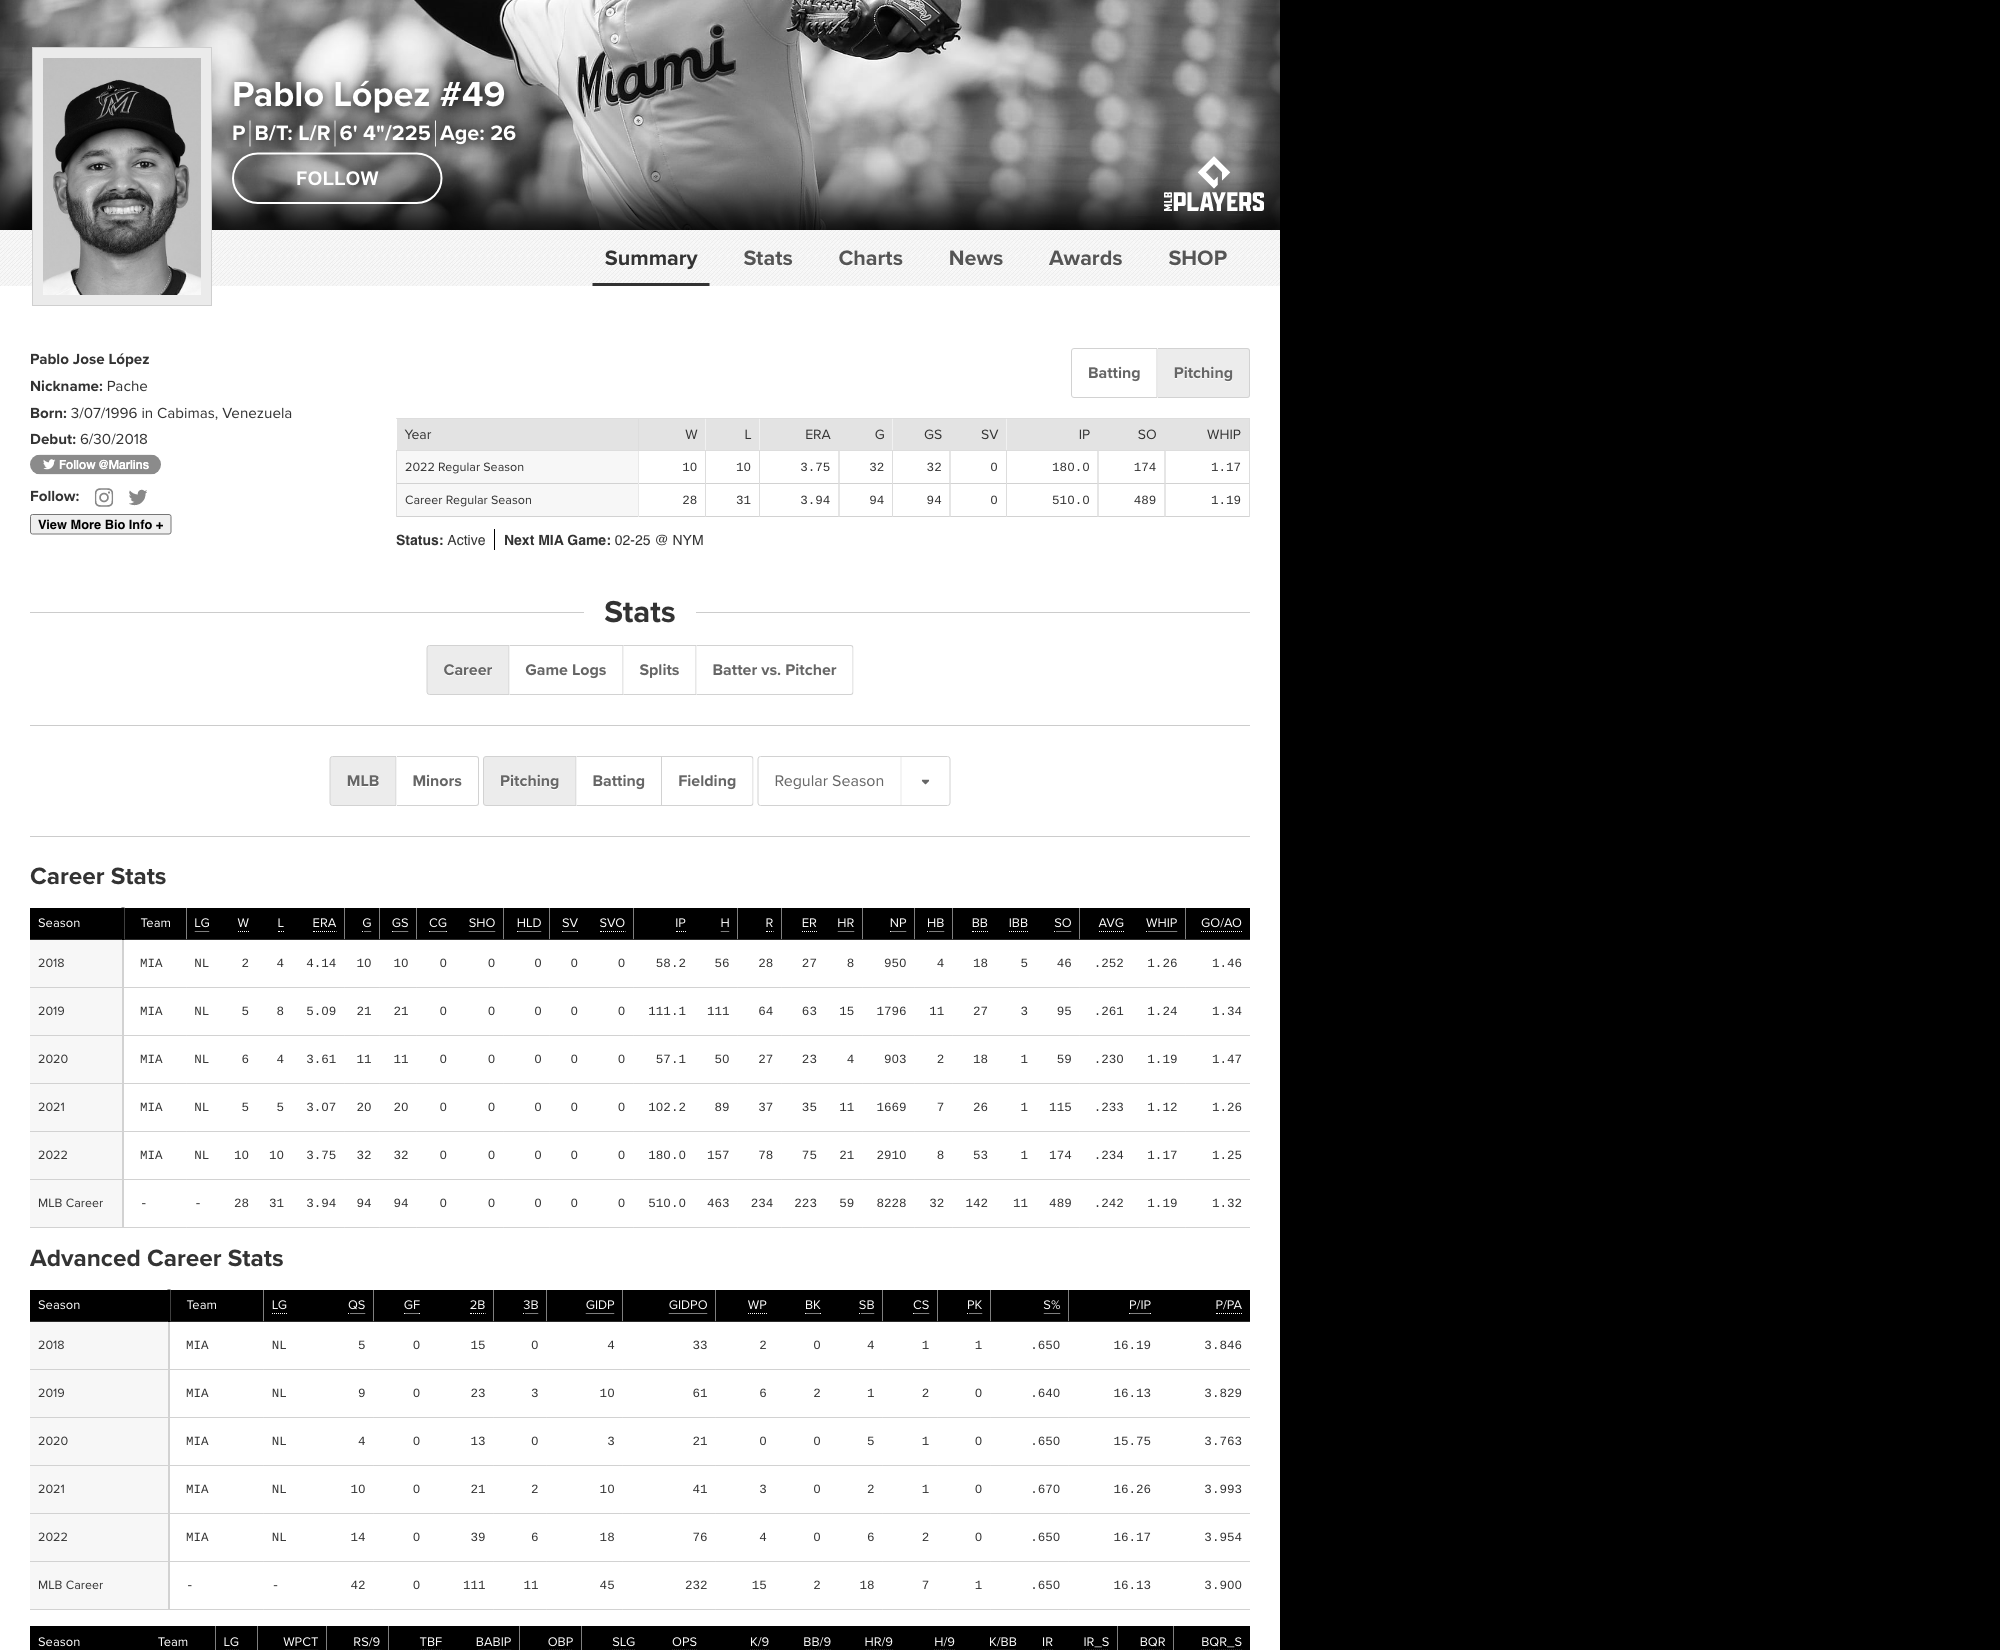 Miami
Pablo López #49
P B/T: L/R 6' 4"/225 Age: 26
FOLLOW
MLB PLAYERS
Summary Stats Charts News Awards SHOP
Pablo Jose López
Nickname: Pache
Born: 3/07/1996 in Cabimas, Venezuela
Debut: 6/30/2018
Follow @Marlins
Follow:
View More Bio Info +
Batting Pitching
Year W L ERA G GS SV IP SO WHIP
2022 Regular Season 10 10 3.75 32 32 0 180.0 174 1.17
Career Regular Season 28 31 3.94 94 94 0 510.0 489 1.19
Status: Active Next MIA Game: 02-25 @ NYM
Stats
Career Game Logs Splits Batter vs. Pitcher
MLB Minors Pitching Batting Fielding Regular Season
Career Stats
Season Team LG W L ERA G GS CG SHO HLD SV SVO IP H R ER HR NP HB BB IBB SO AVG WHIP GO/AO
2018 MIA NL 2 4 4.14 10 10 0 0 0 0 0 58.2 56 28 27 8 950 4 18 5 46 .252 1.26 1.46
2019 MIA NL 5 8 5.09 21 21 0 0 0 0 0 111.1 111 64 63 15 1796 11 27 3 95 .261 1.24 1.34
2020 MIA NL 6 4 3.61 11 11 0 0 0 0 0 57.1 50 27 23 4 903 2 18 1 59 .230 1.19 1.47
2021 MIA NL 5 5 3.07 20 20 0 0 0 0 0 102.2 89 37 35 11 1669 7 26 1 115 .233 1.12 1.26
2022 MIA NL 10 10 3.75 32 32 0 0 0 0 0 180.0 157 78 75 21 2910 8 53 1 174 .234 1.17 1.25
MLB Career - - 28 31 3.94 94 94 0 0 0 0 0 510.0 463 234 223 59 8228 32 142 11 489 .242 1.19 1.32
Advanced Career Stats
Season Team LG QS GF 2B 3B GIDP GIDPO WP BK SB CS PK S% P/IP P/PA
2018 MIA NL 5 0 15 0 4 33 2 0 4 1 1 .650 16.19 3.846
2019 MIA NL 9 0 23 3 10 61 6 2 1 2 0 .640 16.13 3.829
2020 MIA NL 4 0 13 0 3 21 0 0 5 1 0 .650 15.75 3.763
2021 MIA NL 10 0 21 2 10 41 3 0 2 1 0 .670 16.26 3.993
2022 MIA NL 14 0 39 6 18 76 4 0 6 2 0 .650 16.17 3.954
MLB Career - - 42 0 111 11 45 232 15 2 18 7 1 .650 16.13 3.900
Season Team LG WPCT RS/9 TBF BABIP OBP SLG OPS K/9 BB/9 HR/9 H/9 K/BB IR IR_S BQR BQR_S